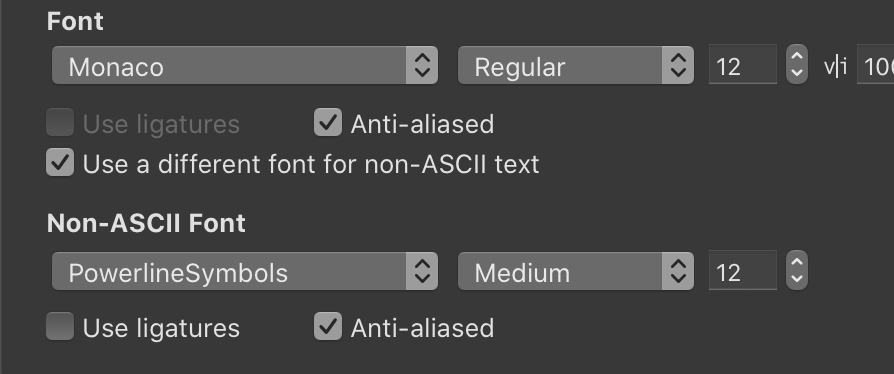 Font
Monaco Regular 12 v|i
Use ligatures Anti-aliased
Use a different font for non-ASCII text
Non-ASCII Font
PowerlineSymbols Medium 12
Use ligatures Anti-aliased